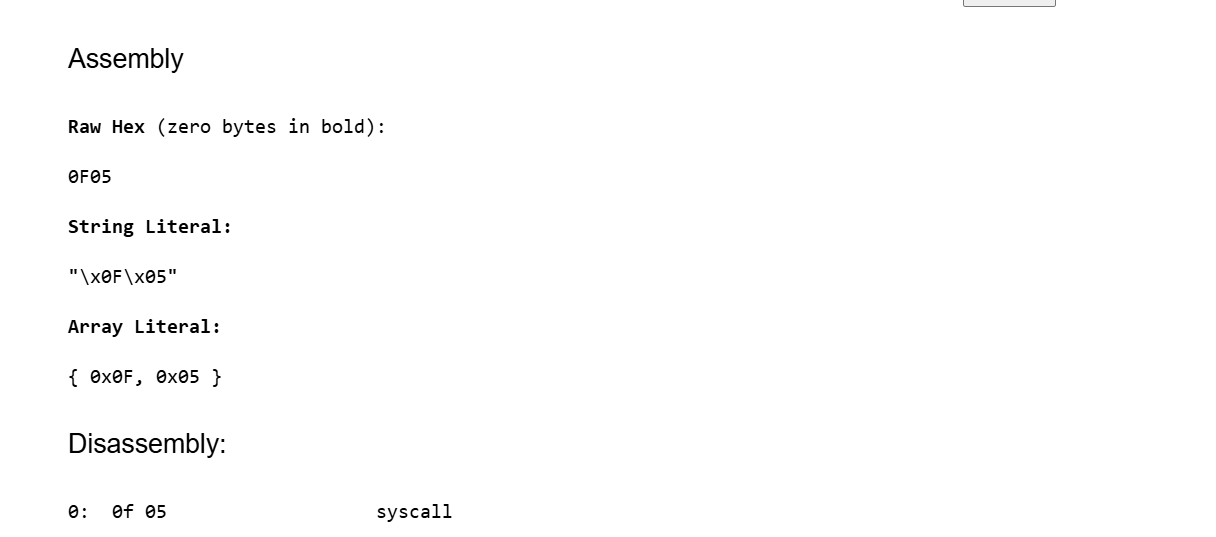 Assembly
Raw Hex (zero bytes in bold):
0F05
String Literal:
"\x0F\x05"
Array Literal:
{ 0x0F, 0x05 }
Disassembly:
0:  0f 05                   syscall